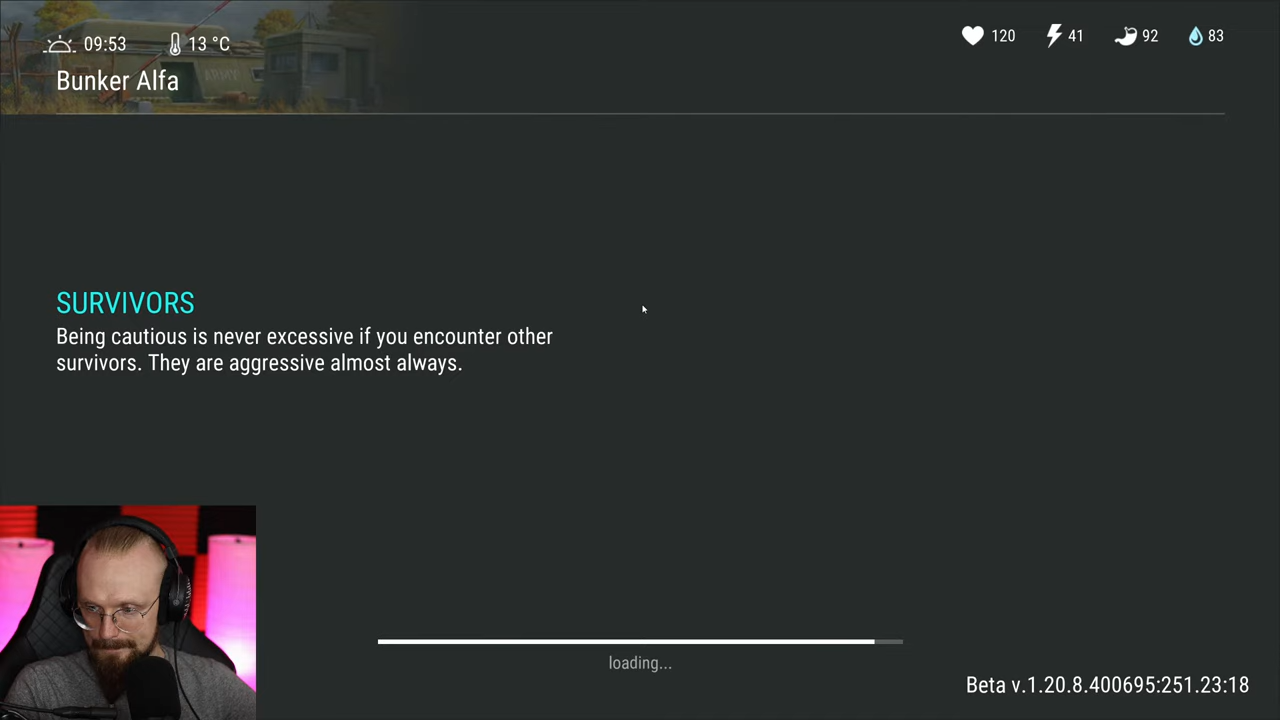 09:53 13 °C
120 41 92 83
Bunker Alfa
SURVIVORS
Being cautious is never excessive if you encounter other
survivors. They are aggressive almost always.
loading...
Beta v.1.20.8.400695:251.23:18